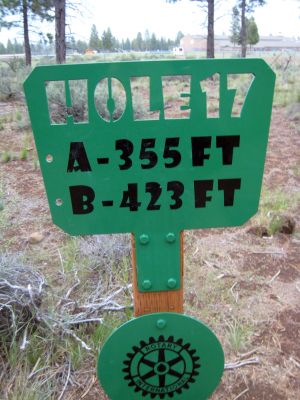 HOLE 17
A-355 FT
B-423 FT
ROTARY
INTERNATIONAL